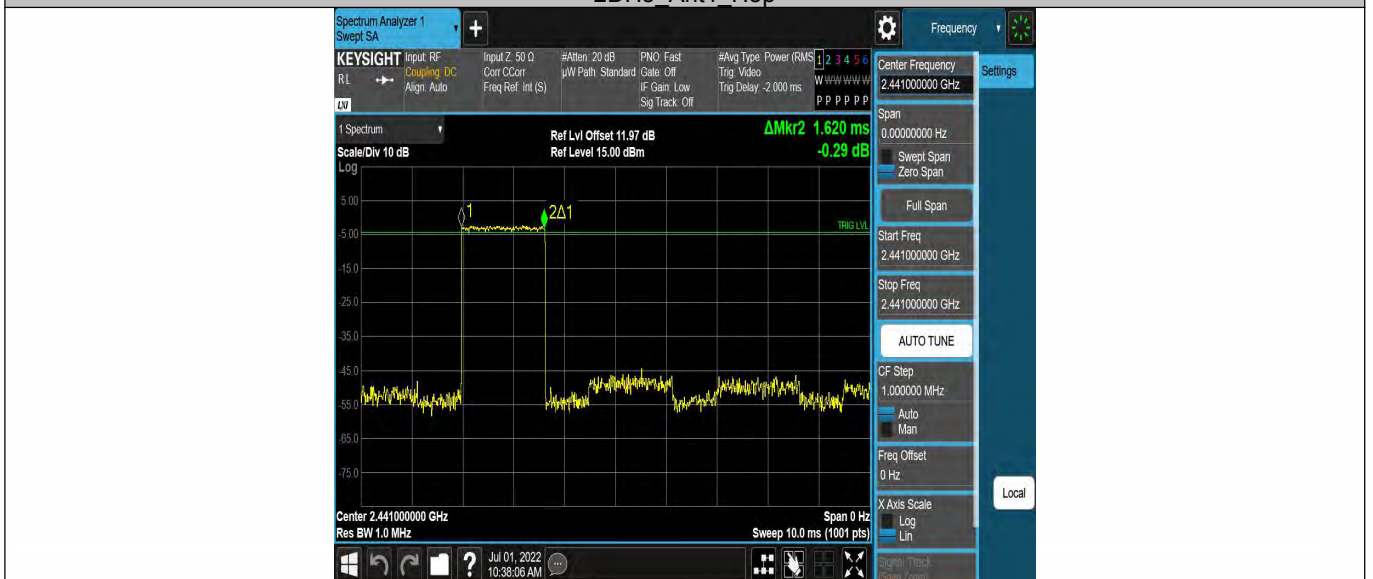 Spectrum Analyzer 1
Swept SA
+
Frequency
KEYSIGHT
R L
LXI
Input: RF
Coupling: DC
Align: Auto
Input Z: 50 Ω
Corr CCorr
Freq Ref: Int (S)
#Atten: 20 dB
µW Path: Standard
PNO: Fast
Gate: Off
IF Gain: Low
Sig Track: Off
#Avg Type: Power (RMS
Trig: Video
Trig Delay: -2.000 ms
1 2 3 4 5 6
W W W W W W
P P P P P P
1 Spectrum
Scale/Div 10 dB
Log
Ref Lvl Offset 11.97 dB
Ref Level 15.00 dBm
ΔMkr2 1.620 ms
-0.29 dB
5.00
-5.00
-15.0
-25.0
-35.0
-45.0
-55.0
-65.0
-75.0
1
2Δ1
TRIG LVL
Center 2.441000000 GHz
Res BW 1.0 MHz
Span 0 Hz
Sweep 10.0 ms (1001 pts)
Center Frequency
2.441000000 GHz
Settings
Span
0.00000000 Hz
Swept Span
Zero Span
Full Span
Start Freq
2.441000000 GHz
Stop Freq
2.441000000 GHz
AUTO TUNE
CF Step
1.000000 MHz
Auto
Man
Freq Offset
0 Hz
X Axis Scale
Log
Lin
Local
Signal Track
?
Jul 01, 2022
10:38:06 AM